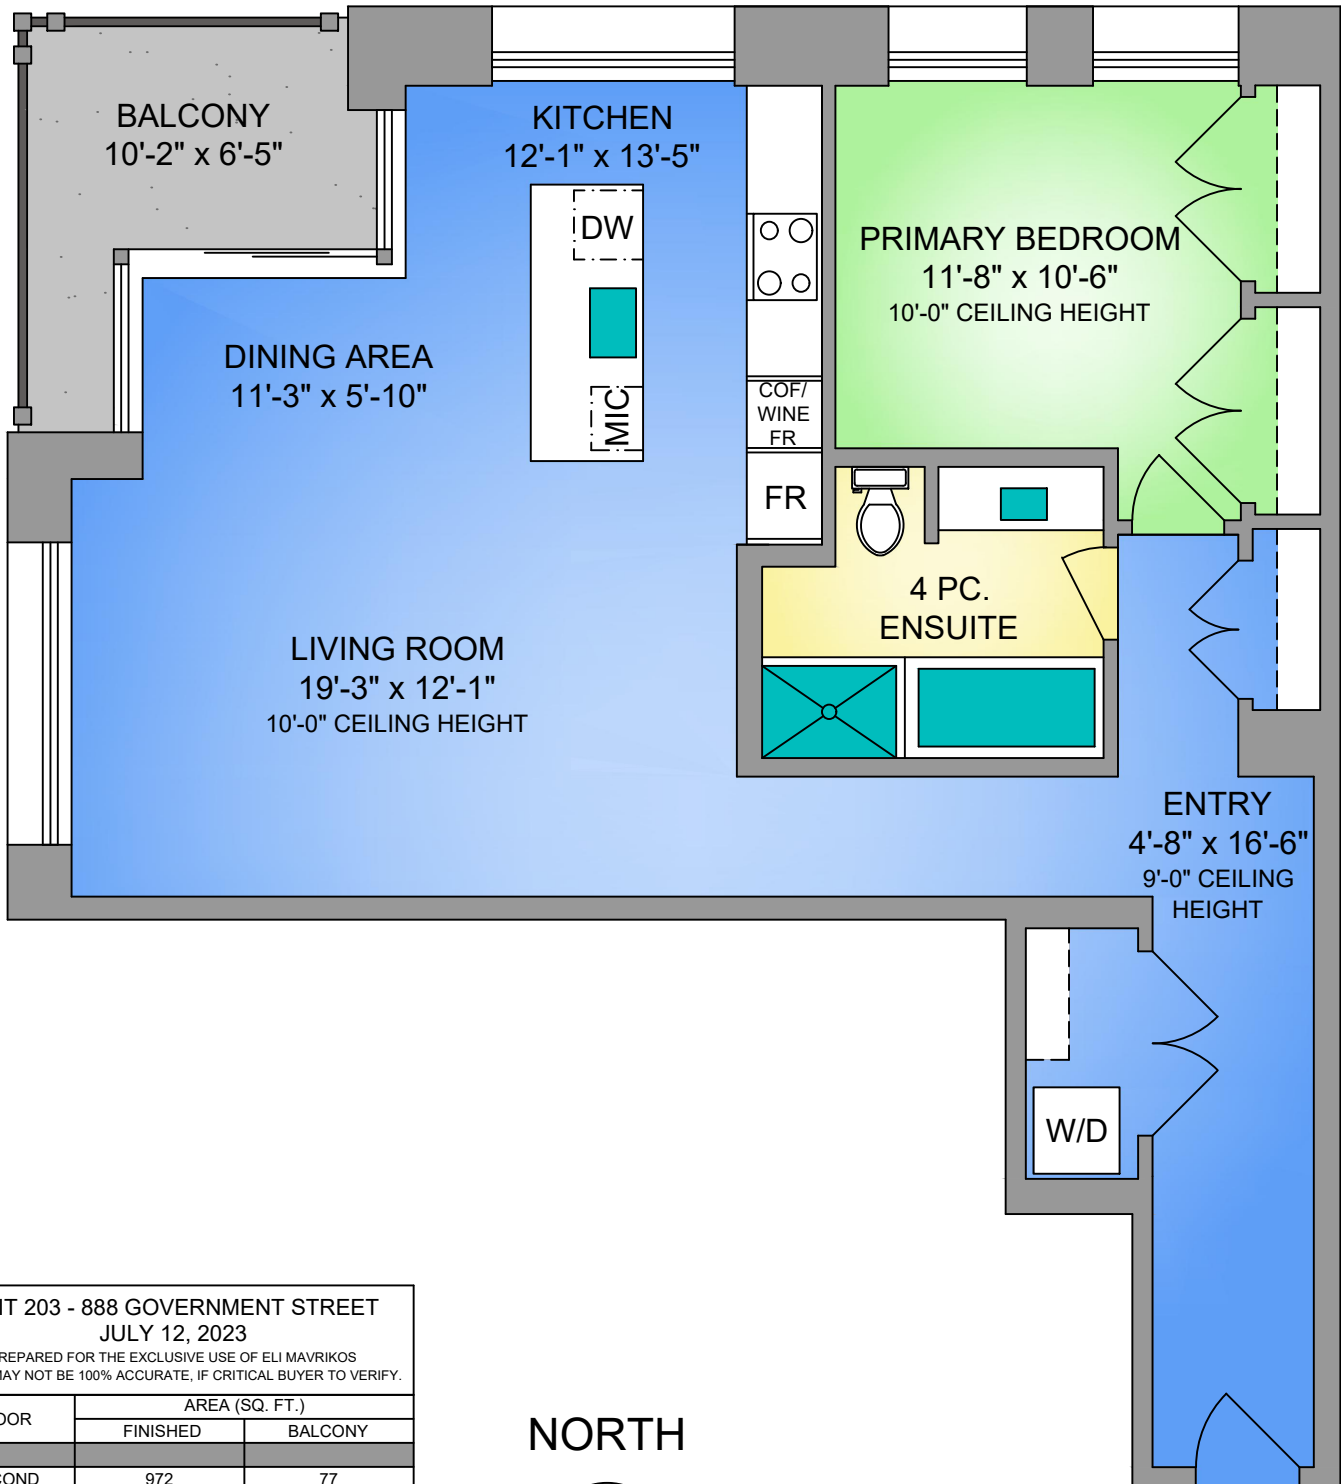 BALCONY
10'-2" x 6'-5"
KITCHEN
12'-1" x 13'-5"
DW
PRIMARY BEDROOM
11'-8" x 10'-6"
10'-0" CEILING HEIGHT
DINING AREA
11'-3" x 5'-10"
MIC
COF/
WINE
FR
FR
4 PC.
ENSUITE
LIVING ROOM
19'-3" x 12'-1"
10'-0" CEILING HEIGHT
ENTRY
4'-8" x 16'-6"
9'-0" CEILING
HEIGHT
W/D
203 - 888 GOVERNMENT STREET
JULY 12, 2023
FOR THE EXCLUSIVE USE OF ELI MAVRIKOS
MAY NOT BE 100% ACCURATE, IF CRITICAL BUYER TO VERIFY.
AREA (SQ. FT.)
FINISHED BALCONY
972 77
NORTH